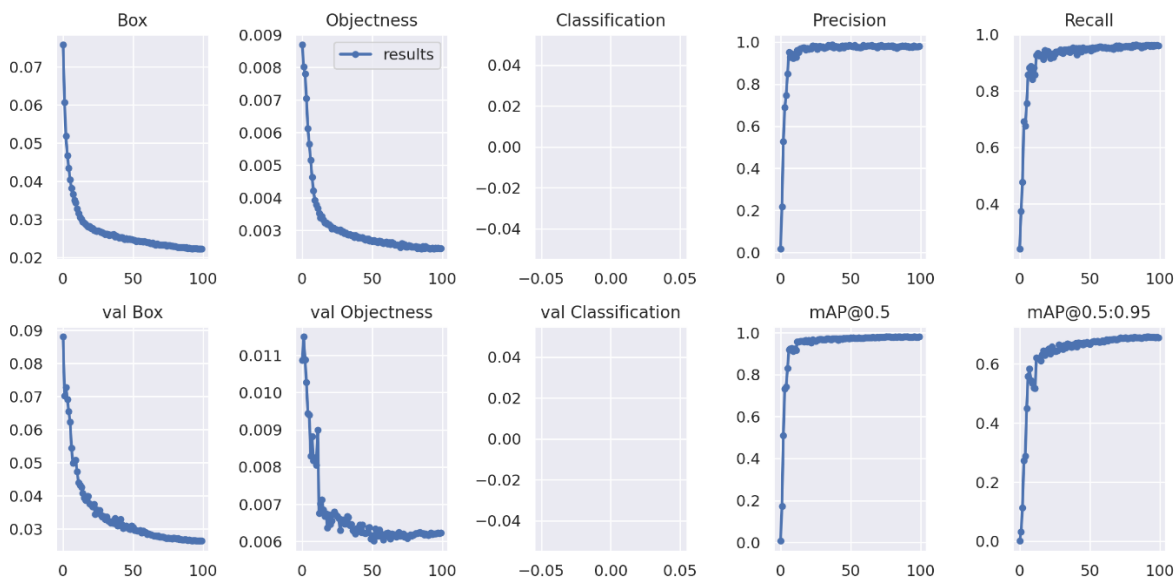 Box
Objectness
Classification
Precision
Recall
0.07
0.06
0.05
0.04
0.03
0.02
0 50 100
0.009
0.008
0.007
0.006
0.005
0.004
0.003
results
0 50 100
0.04
0.02
0.00
−0.02
−0.04
−0.05 0.00 0.05
1.0
0.8
0.6
0.4
0.2
0.0
0 50 100
1.0
0.8
0.6
0.4
0 50 100
val Box
val Objectness
val Classification
mAP@0.5
mAP@0.5:0.95
0.09
0.08
0.07
0.06
0.05
0.04
0.03
0 50 100
0.011
0.010
0.009
0.008
0.007
0.006
0 50 100
0.04
0.02
0.00
−0.02
−0.04
−0.05 0.00 0.05
1.0
0.8
0.6
0.4
0.2
0.0
0 50 100
0.6
0.4
0.2
0.0
0 50 100